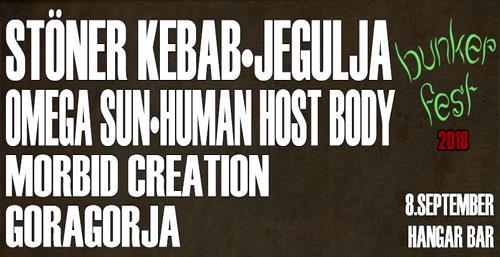 STÖNER KEBAB•JEGULJA
OMEGA SUN•HUMAN HOST BODY
MORBID CREATION
GORAGORJA
bunker
fest
2018
8.SEPTEMBER
HANGAR BAR